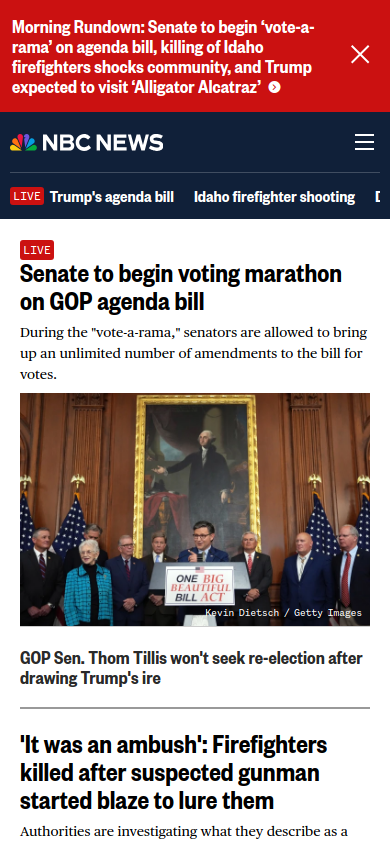 Morning Rundown: Senate to begin ‘vote-a-
rama’ on agenda bill, killing of Idaho
firefighters shocks community, and Trump
expected to visit ‘Alligator Alcatraz’
NBC NEWS
LIVE Trump's agenda bill Idaho firefighter shooting D
LIVE
Senate to begin voting marathon
on GOP agenda bill
During the "vote-a-rama," senators are allowed to bring
up an unlimited number of amendments to the bill for
votes.
ONE BIG
BEAUTIFUL
BILL ACT
Kevin Dietsch / Getty Images
GOP Sen. Thom Tillis won't seek re-election after
drawing Trump's ire
'It was an ambush': Firefighters
killed after suspected gunman
started blaze to lure them
Authorities are investigating what they describe as a